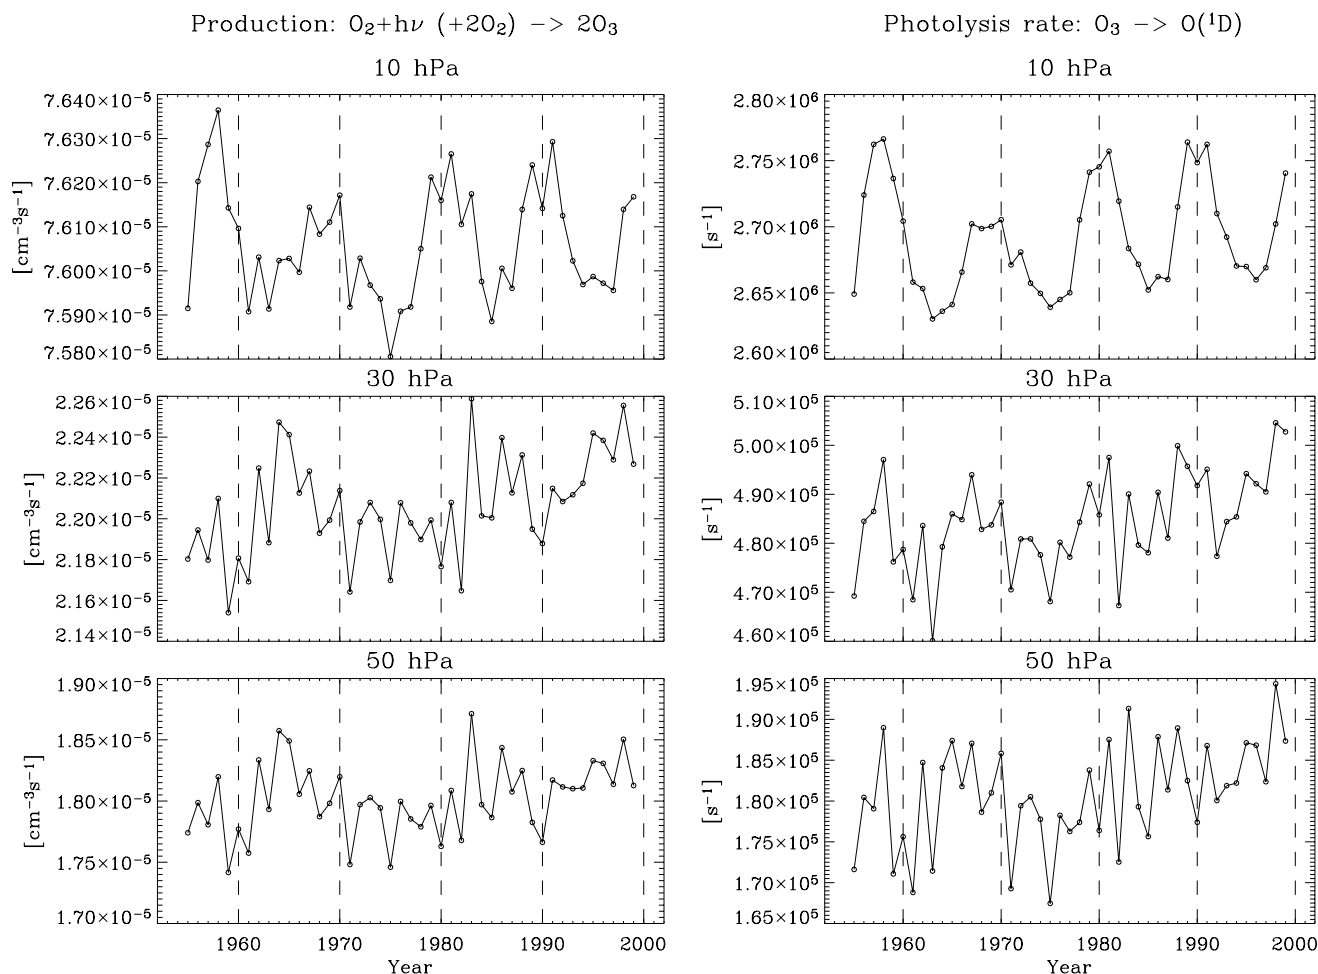 Production: O₂+hν (+2O₂) −> 2O₃
10 hPa
[cm⁻³s⁻¹]
7.640×10⁻⁵
7.630×10⁻⁵
7.620×10⁻⁵
7.610×10⁻⁵
7.600×10⁻⁵
7.590×10⁻⁵
7.580×10⁻⁵
30 hPa
[cm⁻³s⁻¹]
2.26×10⁻⁵
2.24×10⁻⁵
2.22×10⁻⁵
2.20×10⁻⁵
2.18×10⁻⁵
2.16×10⁻⁵
2.14×10⁻⁵
50 hPa
[cm⁻³s⁻¹]
1.90×10⁻⁵
1.85×10⁻⁵
1.80×10⁻⁵
1.75×10⁻⁵
1.70×10⁻⁵
1960 1970 1980 1990 2000
Year
Photolysis rate: O₃ −> O(¹D)
10 hPa
[s⁻¹]
2.80×10⁶
2.75×10⁶
2.70×10⁶
2.65×10⁶
2.60×10⁶
30 hPa
[s⁻¹]
5.10×10⁵
5.00×10⁵
4.90×10⁵
4.80×10⁵
4.70×10⁵
4.60×10⁵
50 hPa
[s⁻¹]
1.95×10⁵
1.90×10⁵
1.85×10⁵
1.80×10⁵
1.75×10⁵
1.70×10⁵
1.65×10⁵
1960 1970 1980 1990 2000
Year